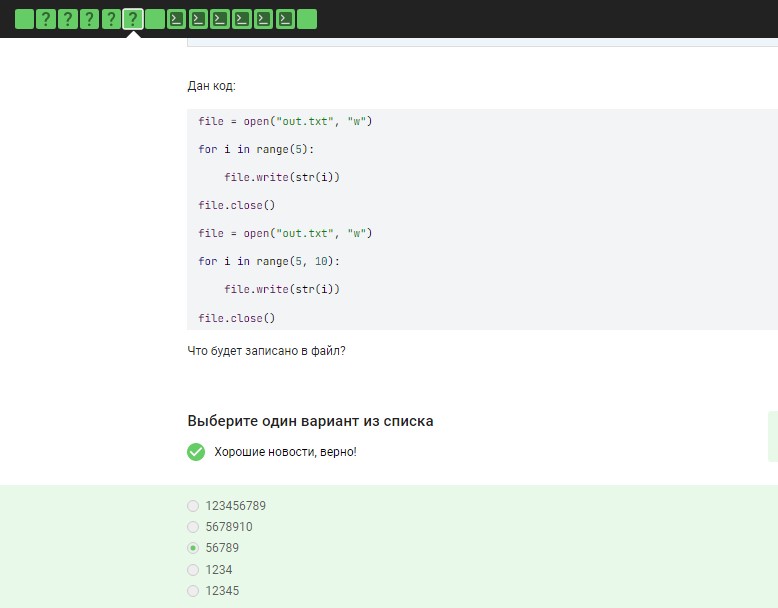 ? ? ? ? ?
Дан код:
file = open("out.txt", "w")
for i in range(5):
    file.write(str(i))
file.close()
file = open("out.txt", "w")
for i in range(5, 10):
    file.write(str(i))
file.close()
Что будет записано в файл?
Выберите один вариант из списка
Хорошие новости, верно!
123456789
5678910
56789
1234
12345